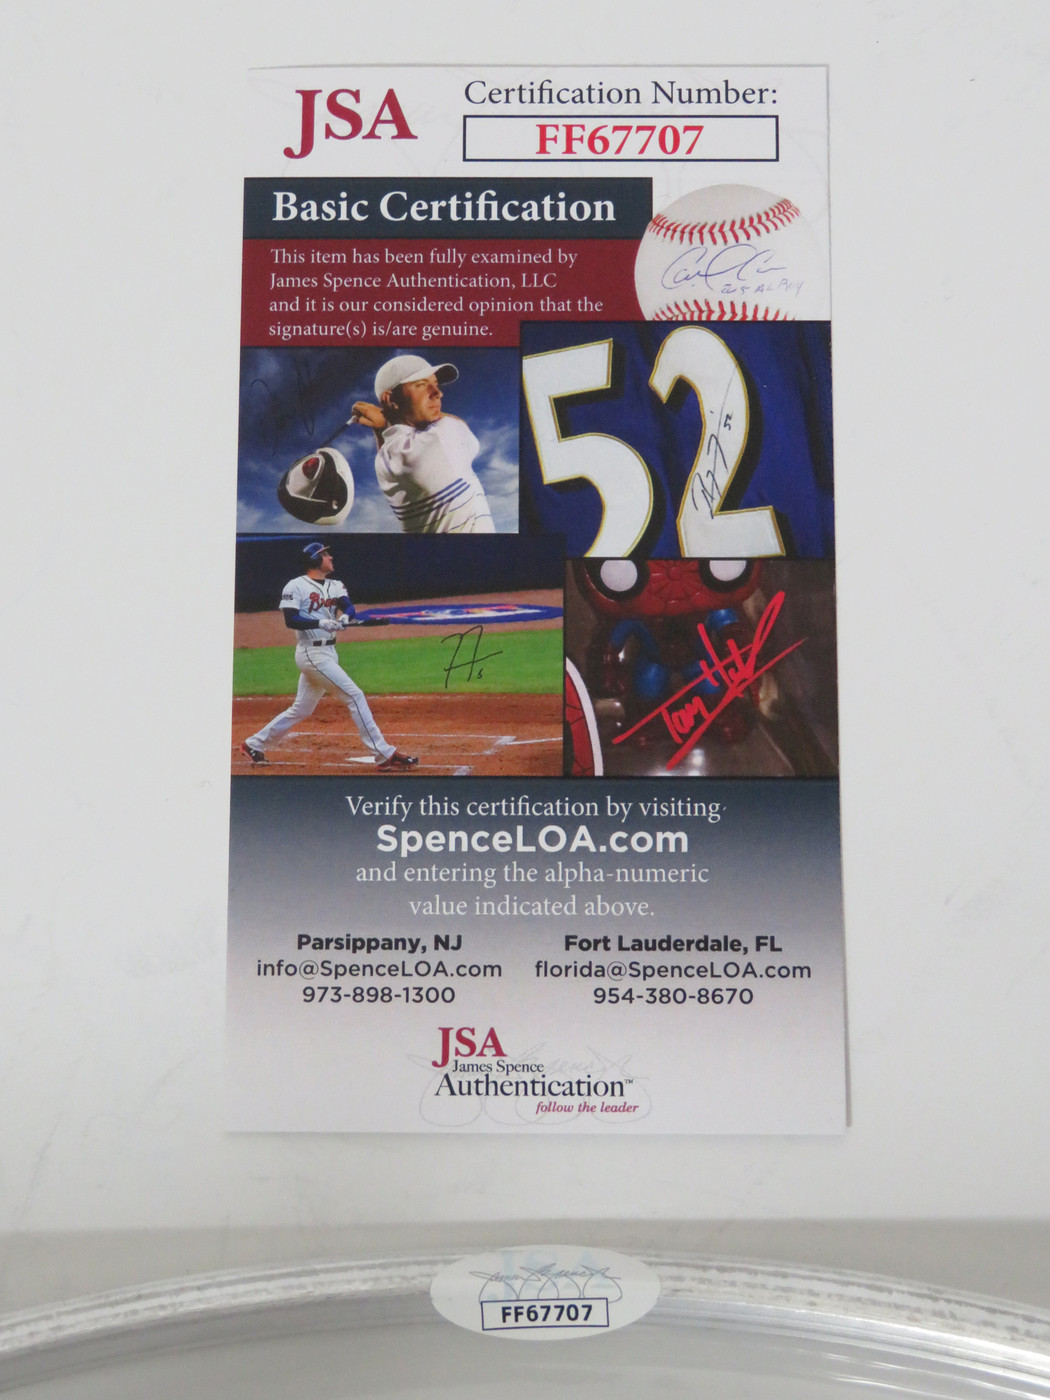 JSA
Certification Number:
FF67707
Basic Certification
This item has been fully examined by
James Spence Authentication, LLC
and it is our considered opinion that the
signature(s) is/are genuine.
52
52
Verify this certification by visiting
SpenceLOA.com
and entering the alpha-numeric
value indicated above.
Parsippany, NJ
info@SpenceLOA.com
973-898-1300
Fort Lauderdale, FL
florida@SpenceLOA.com
954-380-8670
JSA
James Spence
Authentication™
follow the leader
JSA
FF67707